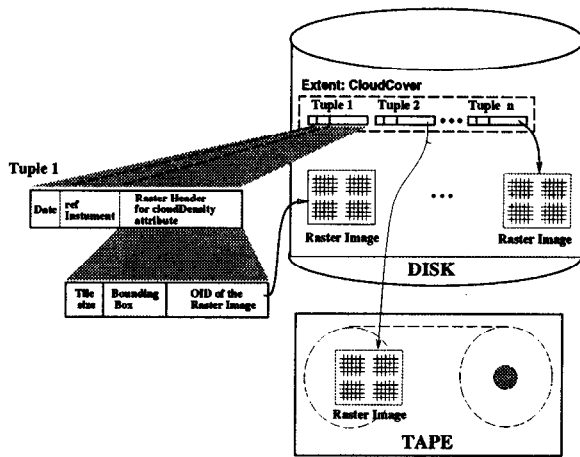 Extent: CloudCover
Tuple 1 Tuple 2 ••• Tuple n
Tuple 1
Date
ref
Instument
Raster Header
for cloudDensity
attribute
•••
Raster Image
Raster Image
DISK
Tile
size
Bounding
Box
OID of the
Raster Image
Raster Image
TAPE